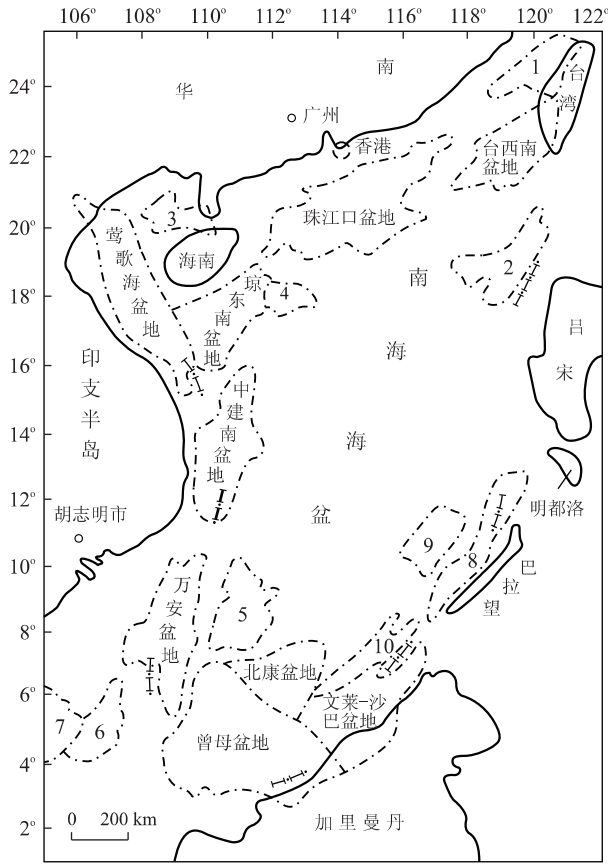 106°
108°
110°
112°
114°
116°
118°
120°
122°
24°
22°
20°
18°
16°
14°
12°
10°
8°
6°
4°
2°
华
南
广州
香港
1
台湾
台西南
盆地
珠江口盆地
3
海南
莺歌海盆地
琼东南盆地
4
2
南
海
海
盆
吕宋
印支半岛
中建南盆地
明都洛
胡志明市
9
8
巴拉望
万安盆地
5
10
北康盆地
文莱-沙
巴盆地
7
6
曾母盆地
加里曼丹
0 200 km